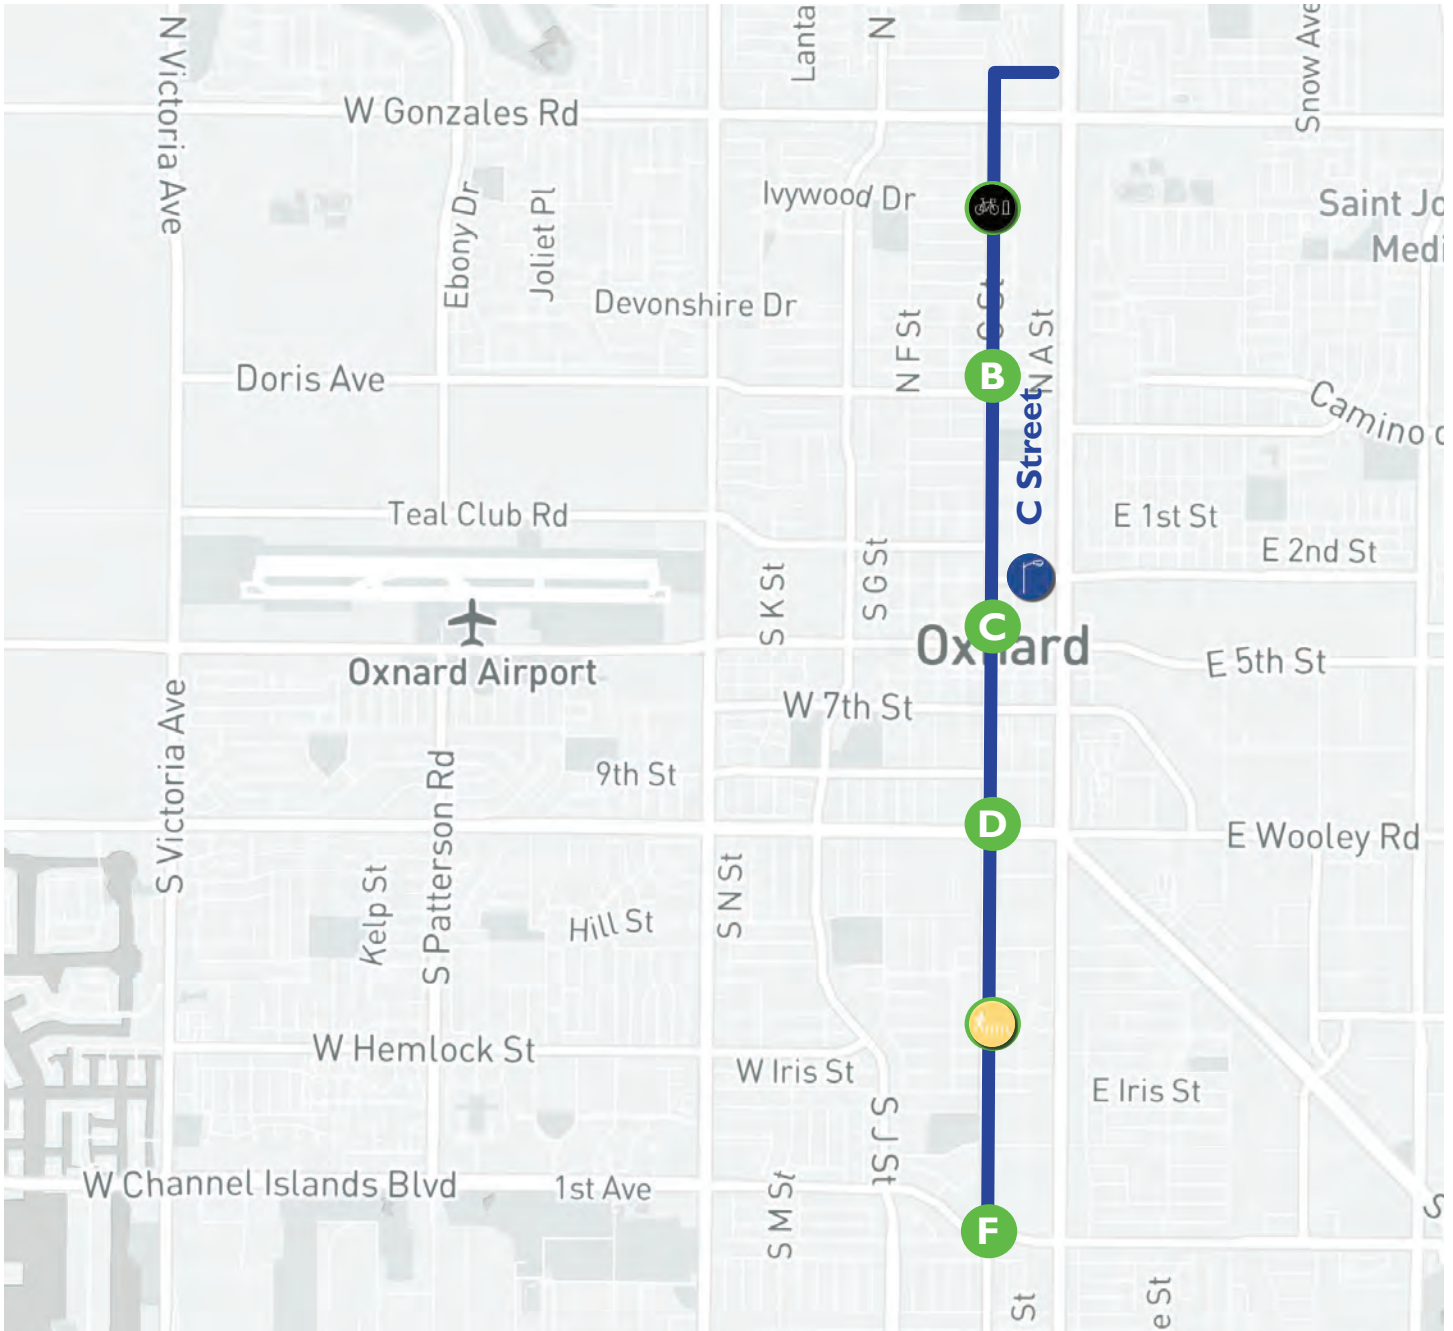 N Victoria Ave
Lanta
N
Snow Ave
W Gonzales Rd
Ebony Dr
Joliet Pl
Ivywood Dr
Saint Jo
Medi
Devonshire Dr
N F St
C St
N A St
B
Doris Ave
Camino d
C Street
Teal Club Rd
E 1st St
E 2nd St
S K St
S G St
C
Oxnard
Oxnard Airport
E 5th St
W 7th St
S Victoria Ave
S Patterson Rd
9th St
D
E Wooley Rd
Kelp St
Hill St
S N St
W Hemlock St
W Iris St
E Iris St
S J St
W Channel Islands Blvd
1st Ave
S M St
F
S
St
e St